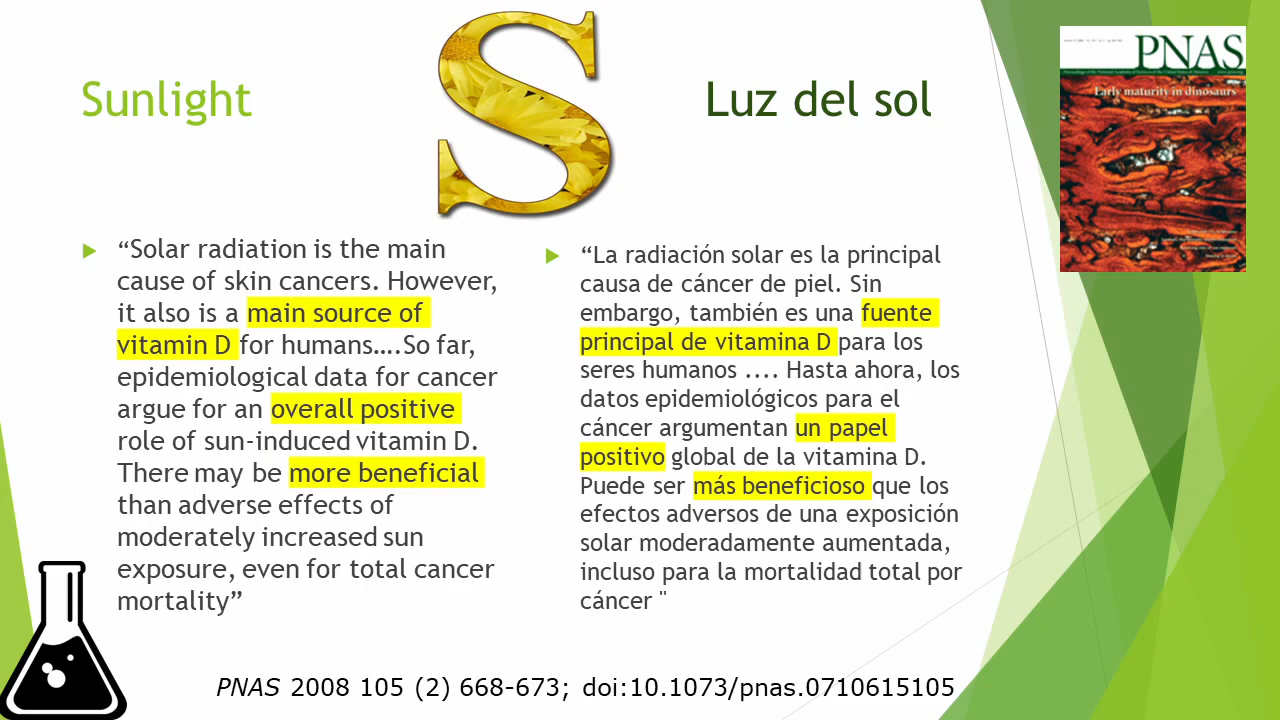 S
Sunlight
Luz del sol
PNAS
Early maturity in dinosaurs
“Solar radiation is the main
cause of skin cancers. However,
it also is a main source of
vitamin D for humans….So far,
epidemiological data for cancer
argue for an overall positive
role of sun-induced vitamin D.
There may be more beneficial
than adverse effects of
moderately increased sun
exposure, even for total cancer
mortality”
“La radiación solar es la principal
causa de cáncer de piel. Sin
embargo, también es una fuente
principal de vitamina D para los
seres humanos .... Hasta ahora, los
datos epidemiológicos para el
cáncer argumentan un papel
positivo global de la vitamina D.
Puede ser más beneficioso que los
efectos adversos de una exposición
solar moderadamente aumentada,
incluso para la mortalidad total por
cáncer "
PNAS 2008 105 (2) 668-673; doi:10.1073/pnas.0710615105